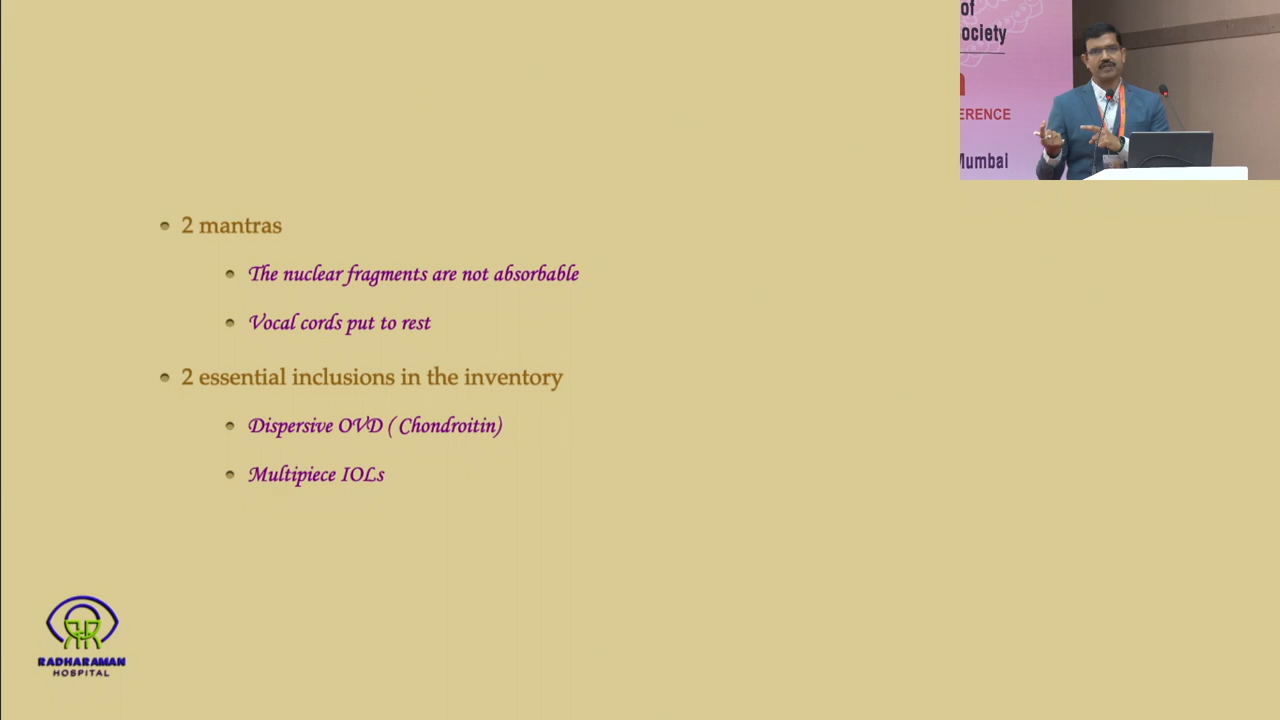 of
ociety
ERENCE
Mumbai
2 mantras
The nuclear fragments are not absorbable
Vocal cords put to rest
2 essential inclusions in the inventory
Dispersive OVD ( Chondroitin)
Multipiece IOLs
RADHARAMAN
HOSPITAL